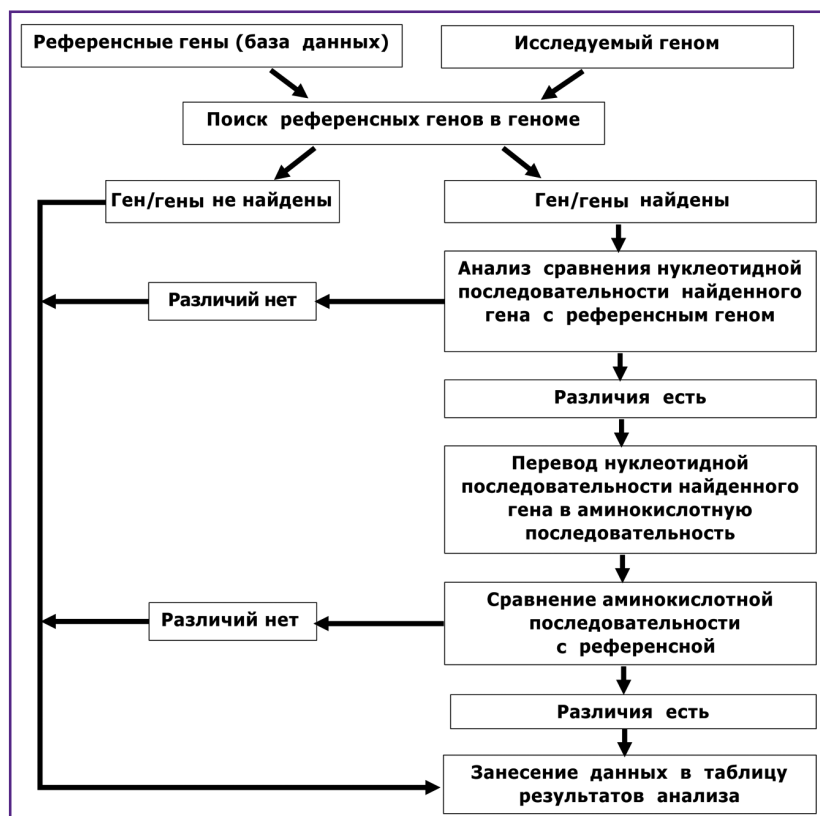 Референсные гены (база данных)
Исследуемый геном
Поиск референсных генов в геноме
Ген/гены не найдены
Ген/гены найдены
Анализ сравнения нуклеотидной
последовательности найденного
гена с референсным геном
Различий нет
Различия есть
Перевод нуклеотидной
последовательности найденного
гена в аминокислотную
последовательность
Сравнение аминокислотной
последовательности
с референсной
Различий нет
Различия есть
Занесение данных в таблицу
результатов анализа